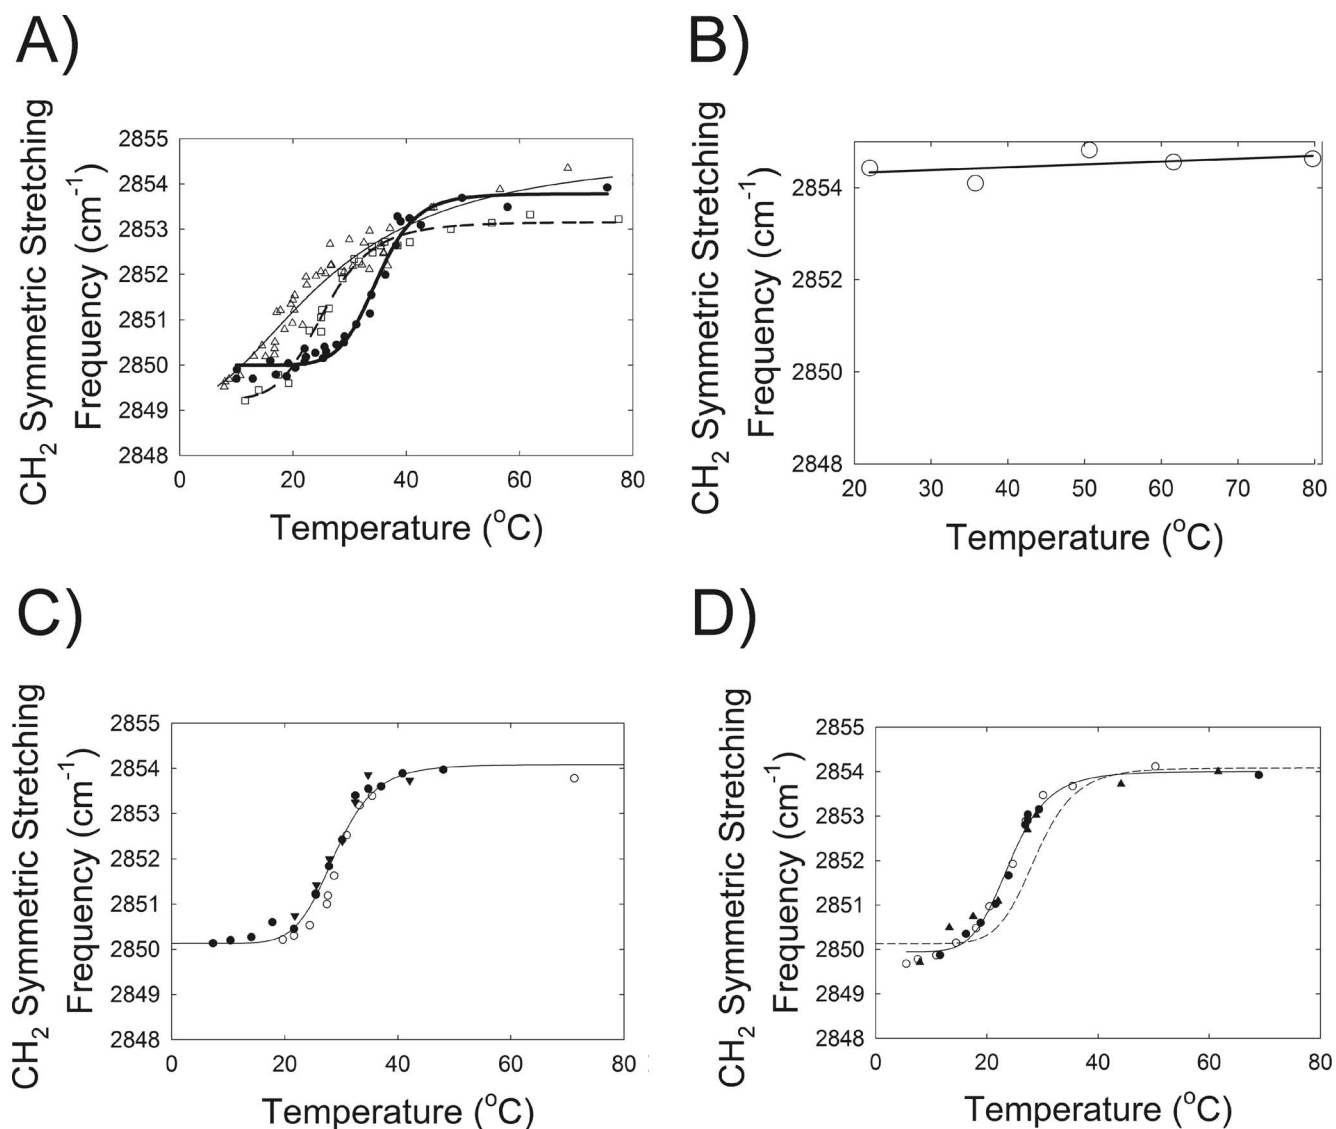 A)
CH₂ Symmetric Stretching
Frequency (cm⁻¹)
2855
2854
2853
2852
2851
2850
2849
2848
0 20 40 60 80
Temperature (°C)
B)
CH₂ Symmetric Stretching
Frequency (cm⁻¹)
2854
2852
2850
2848
20 30 40 50 60 70 80
Temperature (°C)
C)
CH₂ Symmetric Stretching
Frequency (cm⁻¹)
2855
2854
2853
2852
2851
2850
2849
2848
0 20 40 60 80
Temperature (°C)
D)
CH₂ Symmetric Stretching
Frequency (cm⁻¹)
2855
2854
2853
2852
2851
2850
2849
2848
0 20 40 60 80
Temperature (°C)